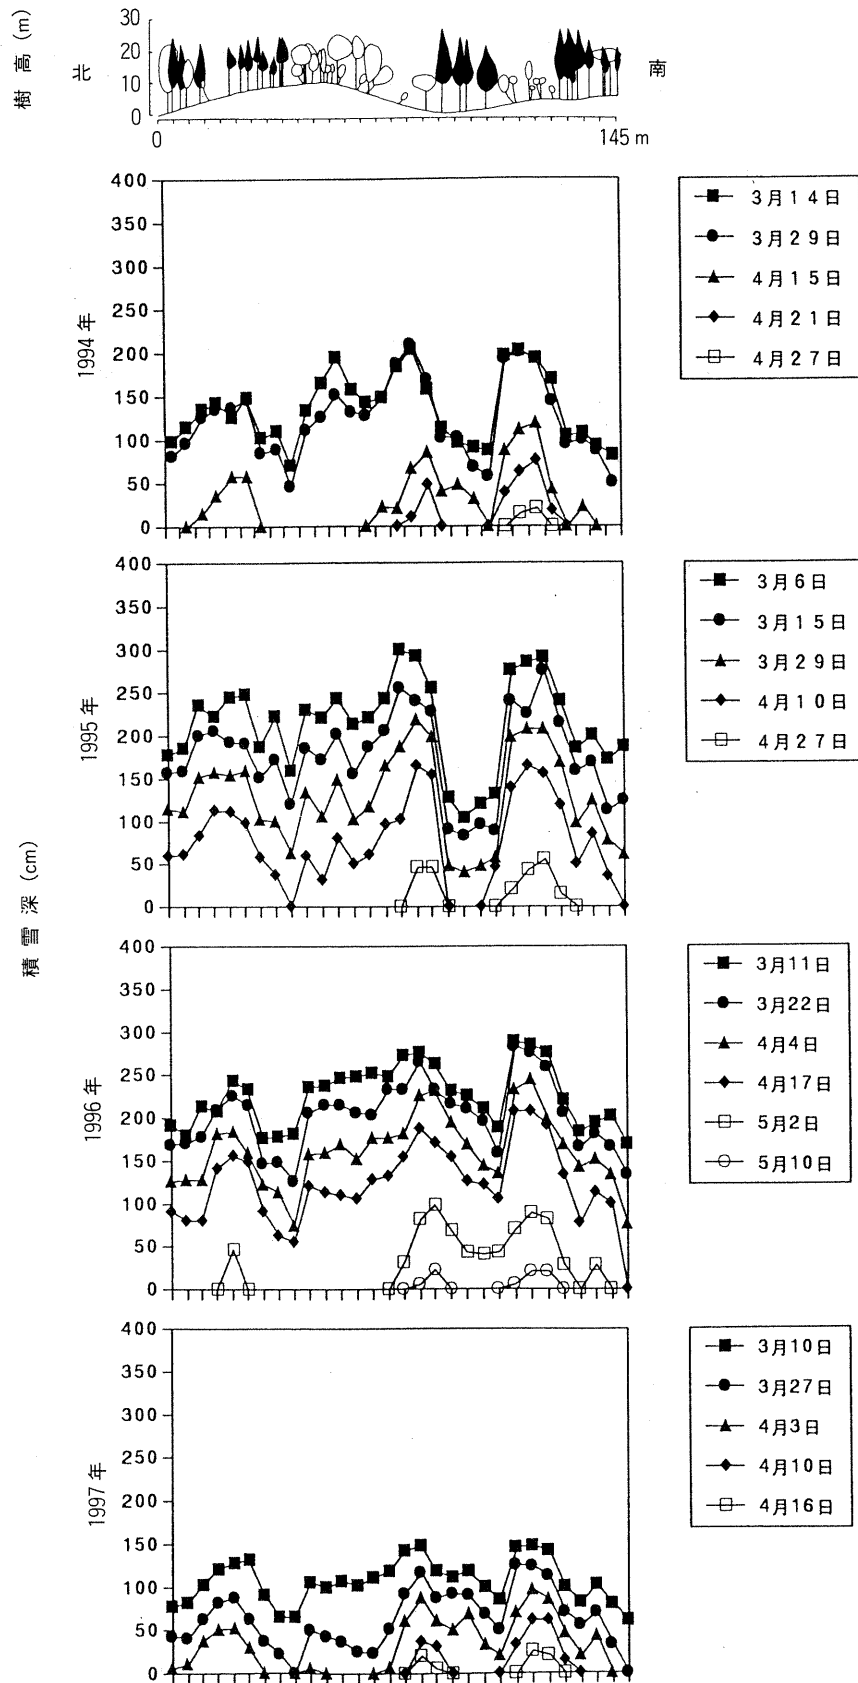 樹高 (m)
30
20
10
0
北
南
0
145 m
積雪深 (cm)
1994年
400
350
300
250
200
150
100
50
0
3月14日
3月29日
4月15日
4月21日
4月27日
1995年
400
350
300
250
200
150
100
50
0
3月6日
3月15日
3月29日
4月10日
4月27日
1996年
400
350
300
250
200
150
100
50
0
3月11日
3月22日
4月4日
4月17日
5月2日
5月10日
1997年
400
350
300
250
200
150
100
50
0
3月10日
3月27日
4月3日
4月10日
4月16日